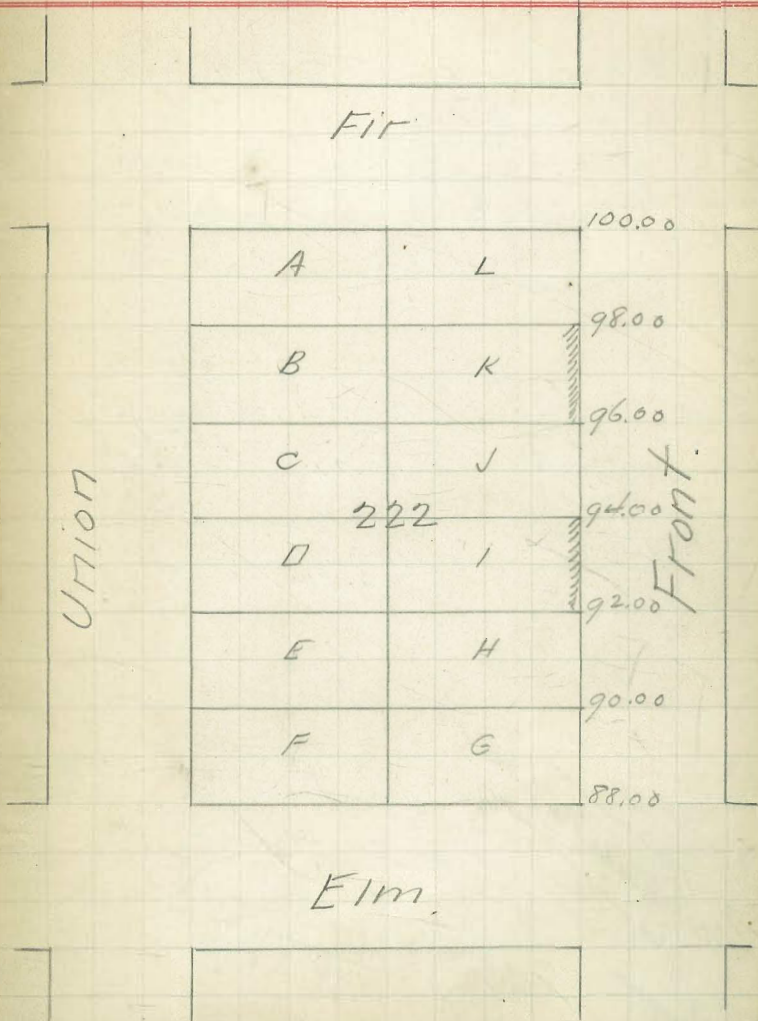 Fir
100.00
A L
98.00
B K
96.00
C J
222
94.00
D I
92.00
E H
90.00
F G
88.00
Union
Front.
Elm